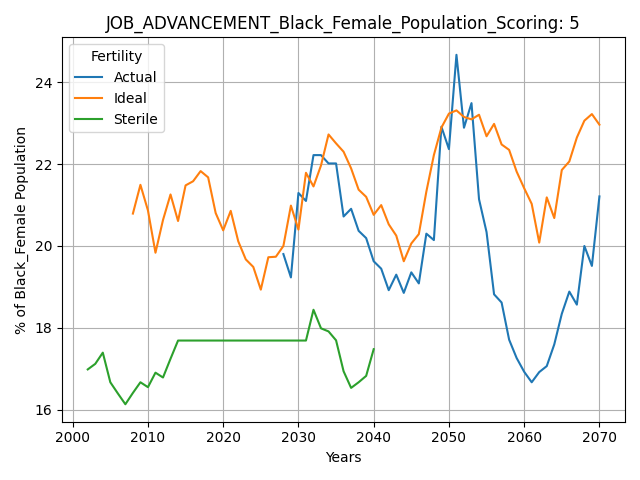 JOB_ADVANCEMENT_Black_Female_Population_Scoring: 5
Fertility
Actual
Ideal
Sterile
% of Black_Female Population
24
22
20
18
16
2000 2010 2020 2030 2040 2050 2060 2070
Years